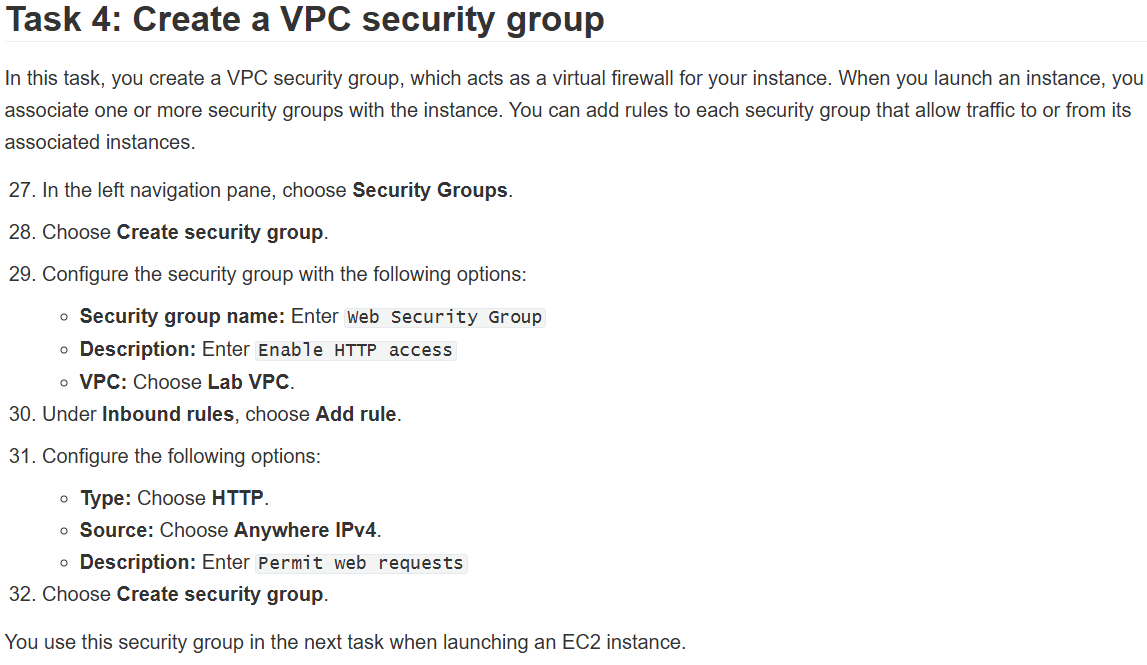 Task 4: Create a VPC security group
In this task, you create a VPC security group, which acts as a virtual firewall for your instance. When you launch an instance, you
associate one or more security groups with the instance. You can add rules to each security group that allow traffic to or from its
associated instances.
27. In the left navigation pane, choose Security Groups.
28. Choose Create security group.
29. Configure the security group with the following options:
◦ Security group name: Enter Web Security Group
◦ Description: Enter Enable HTTP access
◦ VPC: Choose Lab VPC.
30. Under Inbound rules, choose Add rule.
31. Configure the following options:
◦ Type: Choose HTTP.
◦ Source: Choose Anywhere IPv4.
◦ Description: Enter Permit web requests
32. Choose Create security group.
You use this security group in the next task when launching an EC2 instance.